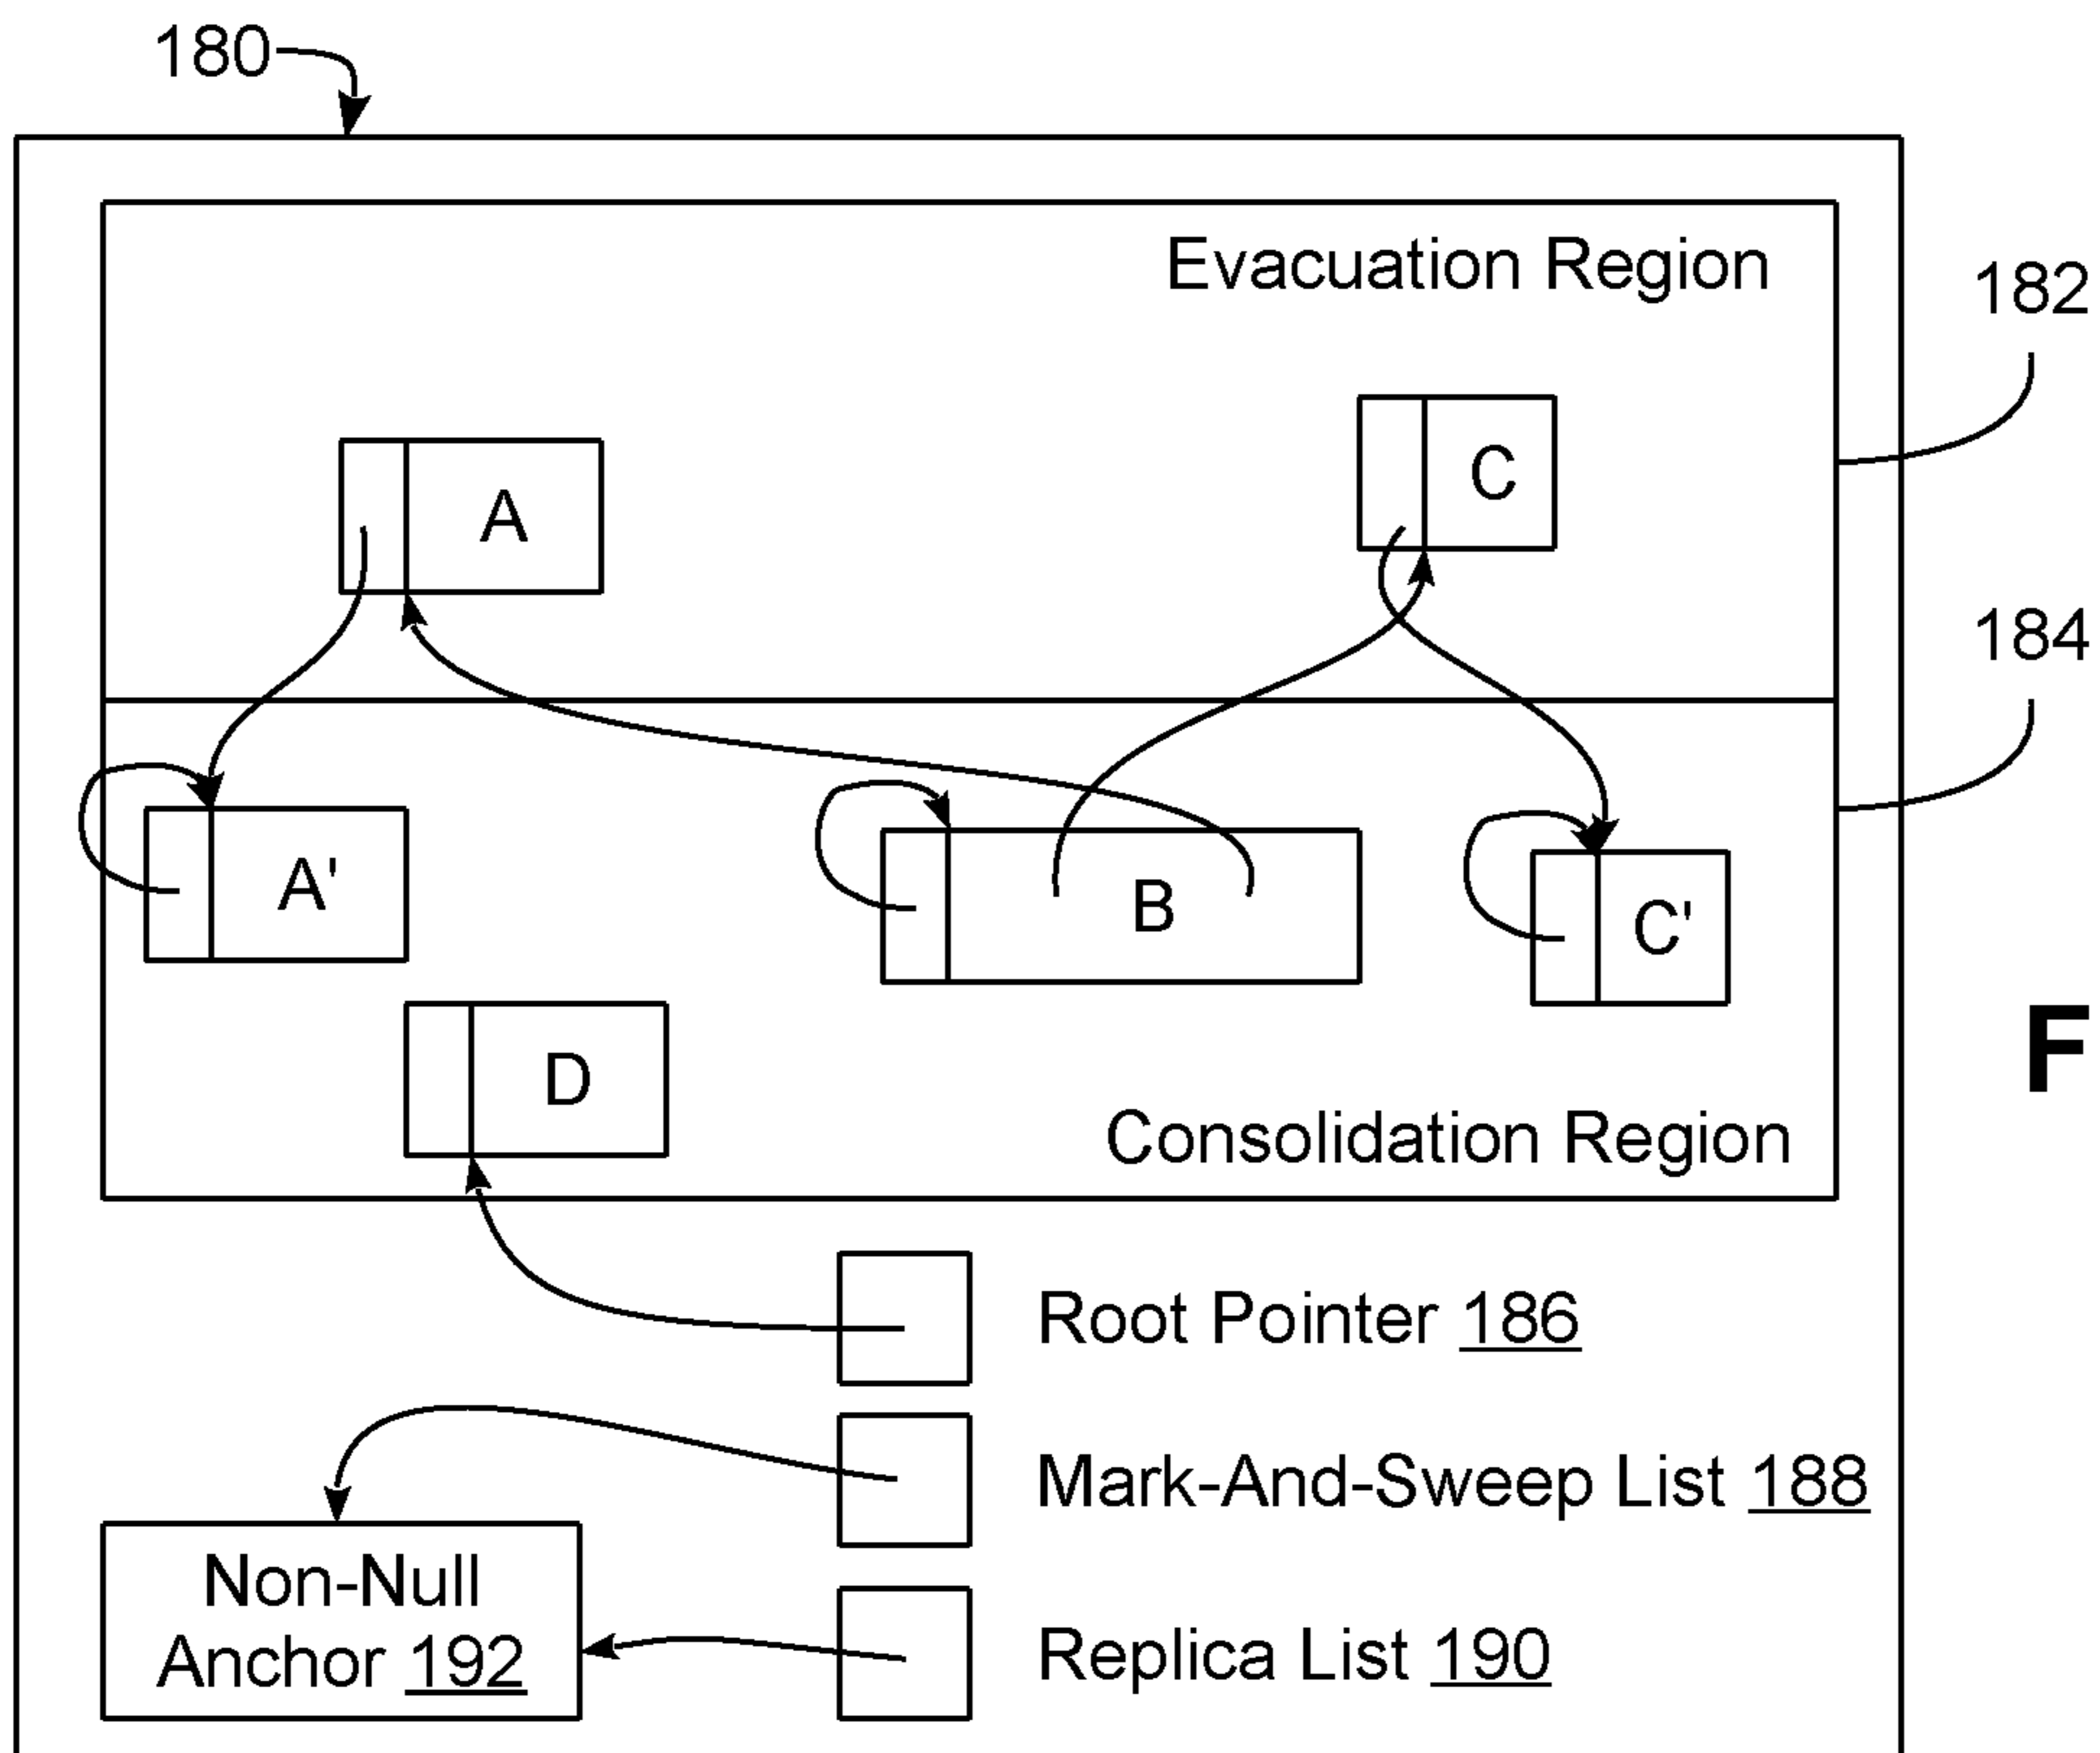 180
Evacuation Region
182
C
A
184
A'
B
C'
F
D
Consolidation Region
Root Pointer 186
Mark-And-Sweep List 188
Non-Null
Anchor 192
Replica List 190